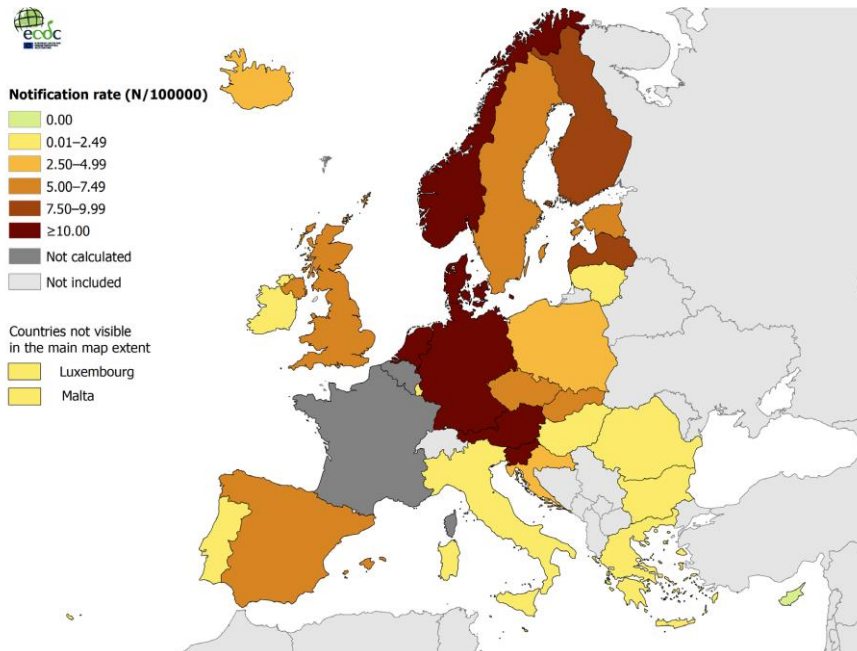 ecdc
Notification rate (N/100000)
0.00
0.01–2.49
2.50–4.99
5.00–7.49
7.50–9.99
≥10.00
Not calculated
Not included
Countries not visible
in the main map extent
Luxembourg
Malta